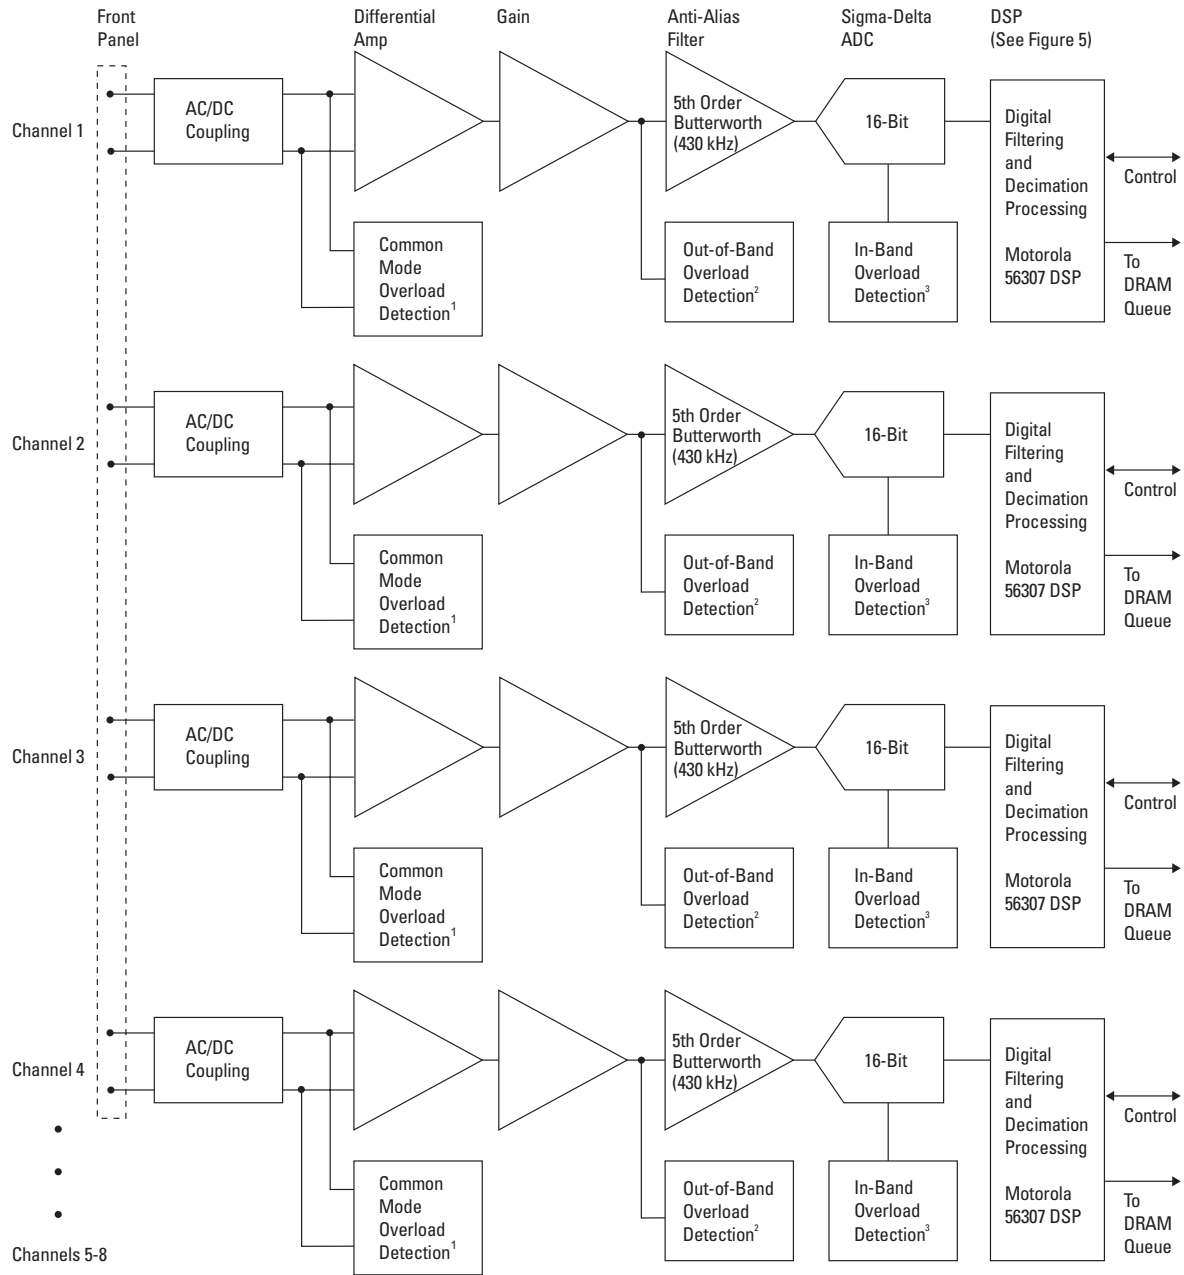 Front
Panel
Differential
Amp
Gain
Anti-Alias
Filter
Sigma-Delta
ADC
DSP
(See Figure 5)
Channel 1
AC/DC
Coupling
5th Order
Butterworth
(430 kHz)
16-Bit
Digital
Filtering
and
Decimation
Processing
Motorola
56307 DSP
Control
To
DRAM
Queue
Common
Mode
Overload
Detection¹
Out-of-Band
Overload
Detection²
In-Band
Overload
Detection³
Channel 2
AC/DC
Coupling
5th Order
Butterworth
(430 kHz)
16-Bit
Digital
Filtering
and
Decimation
Processing
Motorola
56307 DSP
Control
To
DRAM
Queue
Common
Mode
Overload
Detection¹
Out-of-Band
Overload
Detection²
In-Band
Overload
Detection³
Channel 3
AC/DC
Coupling
5th Order
Butterworth
(430 kHz)
16-Bit
Digital
Filtering
and
Decimation
Processing
Motorola
56307 DSP
Control
To
DRAM
Queue
Common
Mode
Overload
Detection¹
Out-of-Band
Overload
Detection²
In-Band
Overload
Detection³
Channel 4
AC/DC
Coupling
5th Order
Butterworth
(430 kHz)
16-Bit
Digital
Filtering
and
Decimation
Processing
Motorola
56307 DSP
Control
To
DRAM
Queue
Common
Mode
Overload
Detection¹
Out-of-Band
Overload
Detection²
In-Band
Overload
Detection³
Channels 5-8